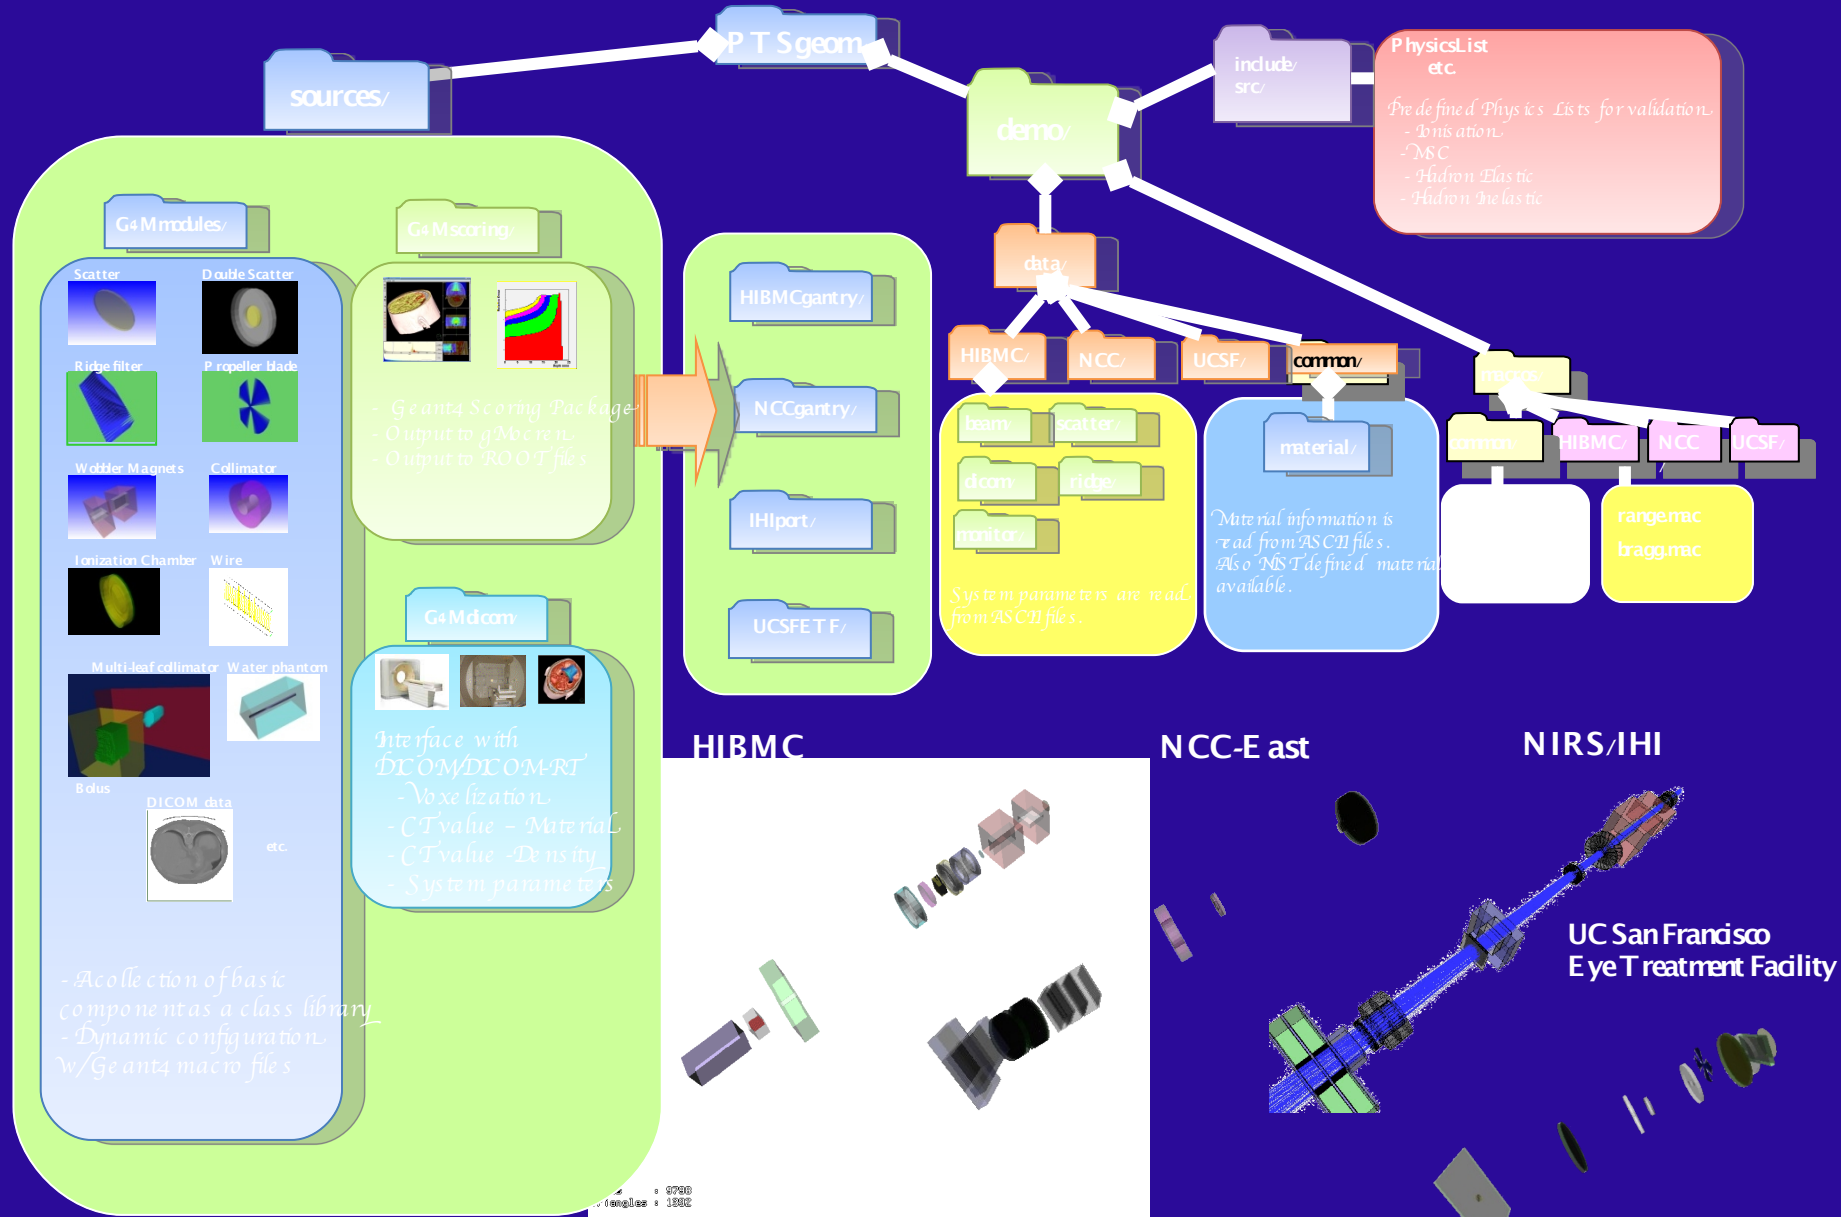 PTSgeom
sources/
demo/
include/
src/
PhysicsList
etc.
Predefined Physics Lists for validation
- Ionisation
- MSC
- Hadron Elastic
- Hadron Inelastic
G4Mmodules/
Scatter
Double Scatter
Ridge filter
Propeller blade
Wobbler Magnets
Collimator
Ionization Chamber
Wire
Multi-leaf collimator
Water phantom
Bolus
DICOM data
etc.
- A collection of basic
component as a class library
- Dynamic configuration
w/Geant4 macro files
G4Mscoring/
- Geant4 Scoring Package
- Output to gMocren
- Output to ROOT files
G4Mdicom/
Interface with
DICOM/DICOM-RT
- Voxelization
- CT value - Material
- CT value - Density
- System parameters
HIBMCgantry/
NCCgantry/
IHIport/
UCSFETF/
data/
HIBMC/
NCC/
UCSF/
common/
beam
scatter/
dicom/
ridge/
monitor/
System parameters are read
from ASCII files.
material/
Material information is
read from ASCII files.
Also NIST defined material
available.
macros/
common/
HIBMC/
NCC
/
UCSF/
range.mac
bragg.mac
HIBMC
NCC-East
NIRS/IHI
UC San Francisco
Eye Treatment Facility
: 9798
angles : 1392